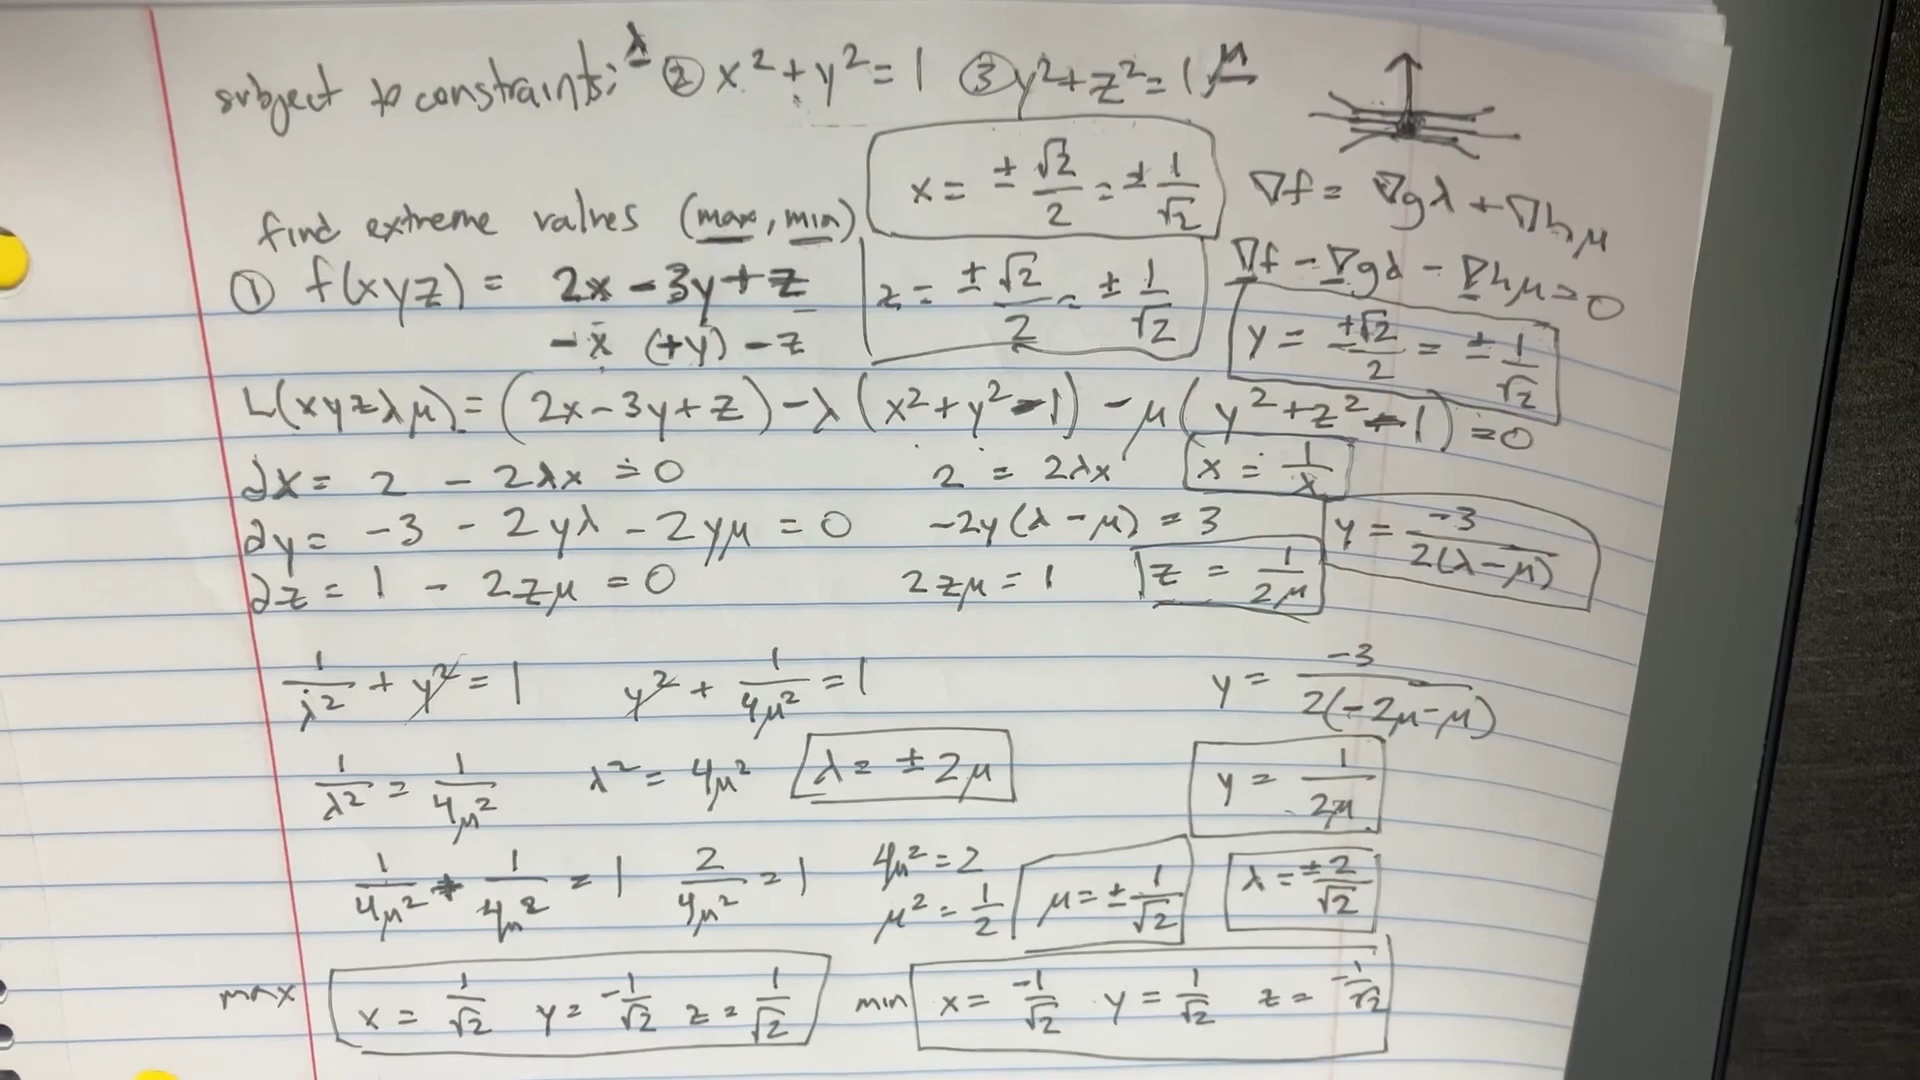 subject to constraints: λ ② x² + y² = 1 ③ y² + z² = 1 μ
x = ± √2/2 = ± 1/√2
∇f = ∇gλ + ∇hμ
find extreme values (max, min)
∇f - ∇gλ - ∇hμ = 0
① f(xyz) = 2x - 3y + z
z = ± √2/2 = ± 1/√2
y = ±√2/2 = ± 1/√2
-x (+y) - z
L(xyzλμ) = (2x - 3y + z) - λ(x² + y² - 1) - μ(y² + z² - 1) = 0
∂x = 2 - 2λx = 0 2 = 2λx x = 1/λ
∂y = -3 - 2yλ - 2yμ = 0 -2y(λ - μ) = 3 y = -3/2(λ - μ)
∂z = 1 - 2zμ = 0 2zμ = 1 z = 1/2μ
1/λ² + y² = 1 y² + 1/4μ² = 1 y = -3/2(-2μ - μ)
1/λ² = 1/4μ² λ² = 4μ² λ = ± 2μ y = 1/2μ
1/4μ² + 1/4μ² = 1 2/4μ² = 1 4μ² = 2
μ² = 1/2 μ = ± 1/√2 λ = ± 2/√2
max x = 1/√2 y = -1/√2 z = 1/√2 min x = -1/√2 y = 1/√2 z = -1/√2